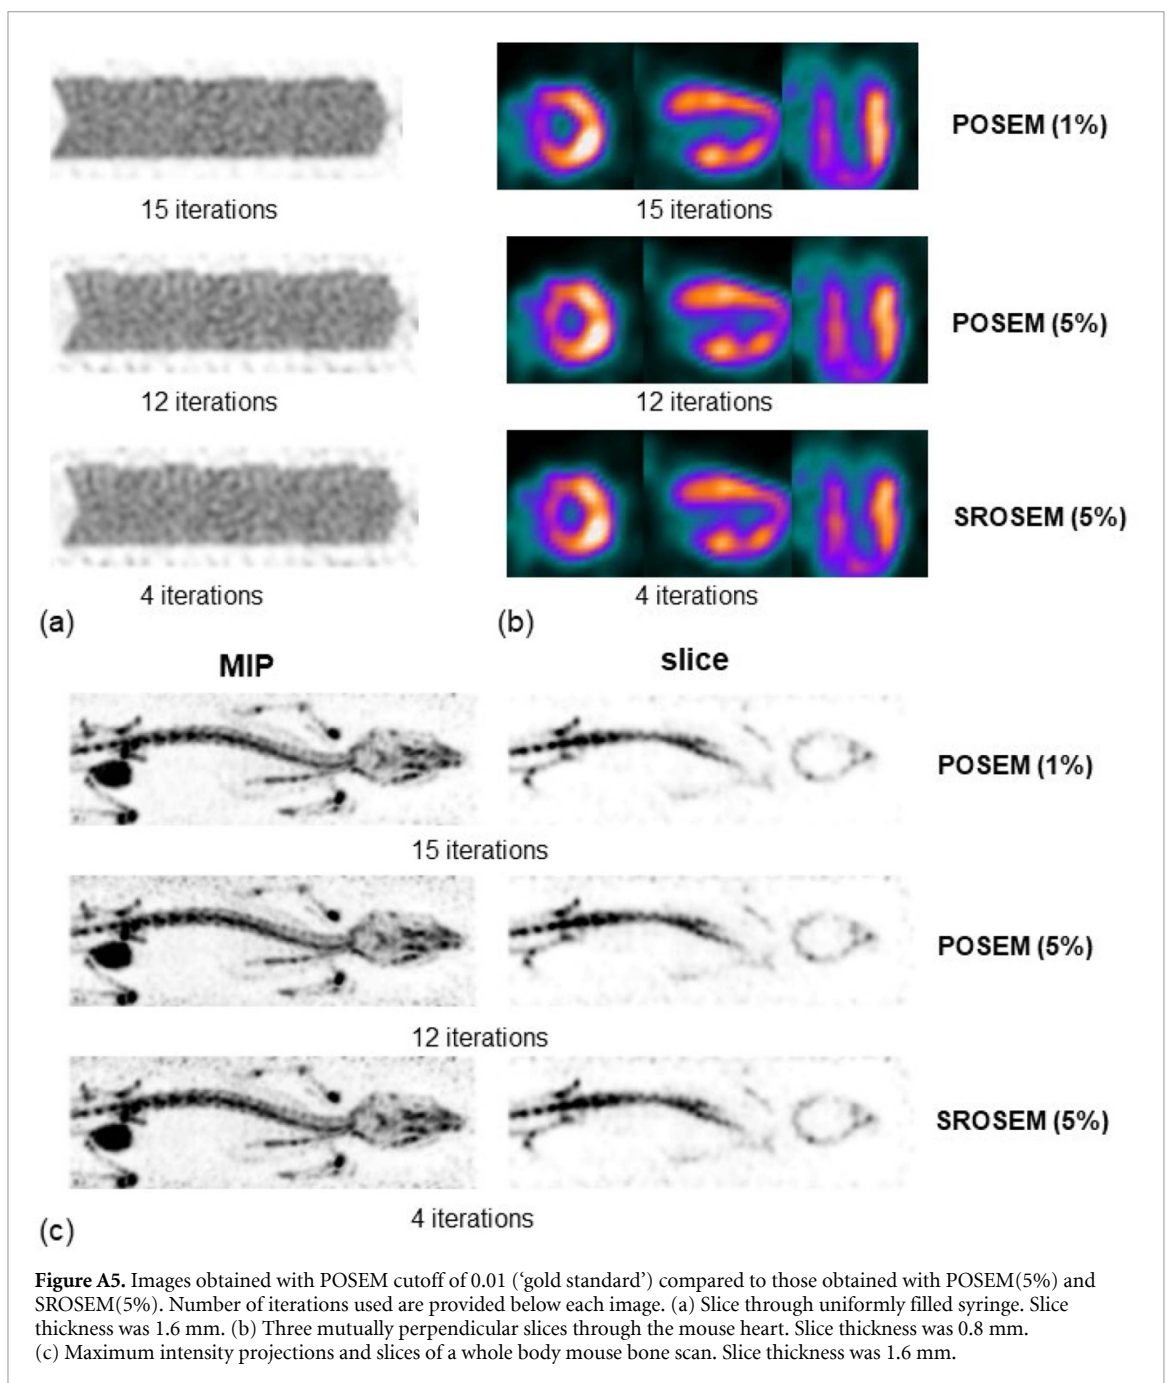 POSEM (1%)
15 iterations
15 iterations
POSEM (5%)
12 iterations
12 iterations
SROSEM (5%)
4 iterations
4 iterations
(a)
(b)
MIP
slice
POSEM (1%)
15 iterations
POSEM (5%)
12 iterations
SROSEM (5%)
4 iterations
(c)
Figure A5. Images obtained with POSEM cutoff of 0.01 (‘gold standard’) compared to those obtained with POSEM(5%) and
SROSEM(5%). Number of iterations used are provided below each image. (a) Slice through uniformly filled syringe. Slice
thickness was 1.6 mm. (b) Three mutually perpendicular slices through the mouse heart. Slice thickness was 0.8 mm.
(c) Maximum intensity projections and slices of a whole body mouse bone scan. Slice thickness was 1.6 mm.